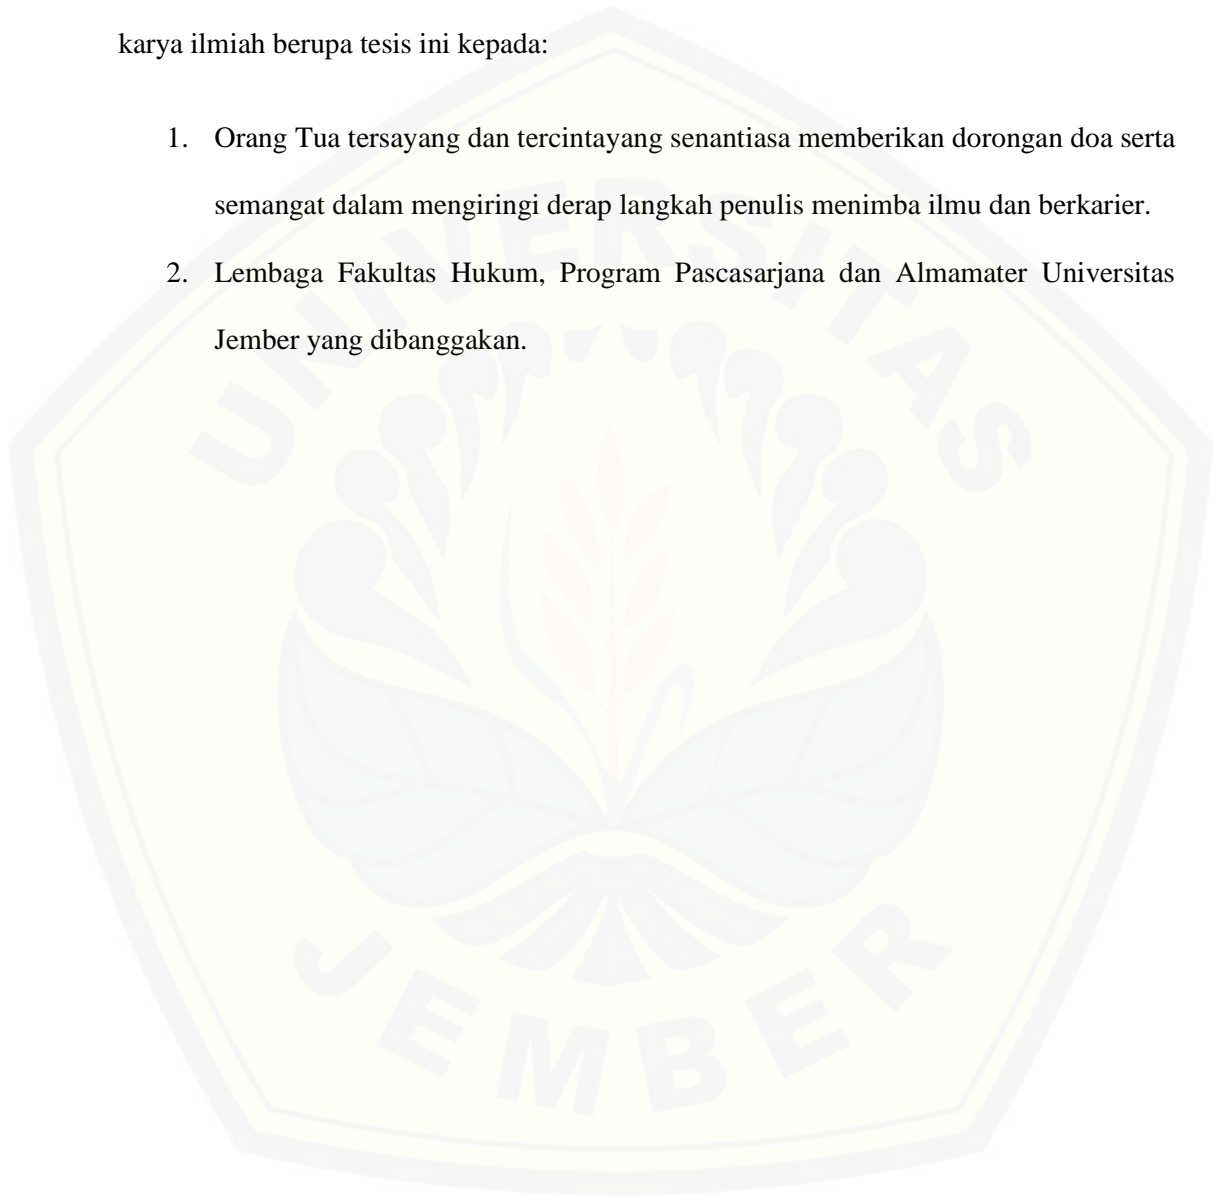 karya ilmiah berupa tesis ini kepada:
1. Orang Tua tersayang dan tercintayang senantiasa memberikan dorongan doa serta
semangat dalam mengiringi derap langkah penulis menimba ilmu dan berkarier.
2. Lembaga Fakultas Hukum, Program Pascasarjana dan Almamater Universitas
Jember yang dibanggakan.
UNIVERSITAS
JEMBER